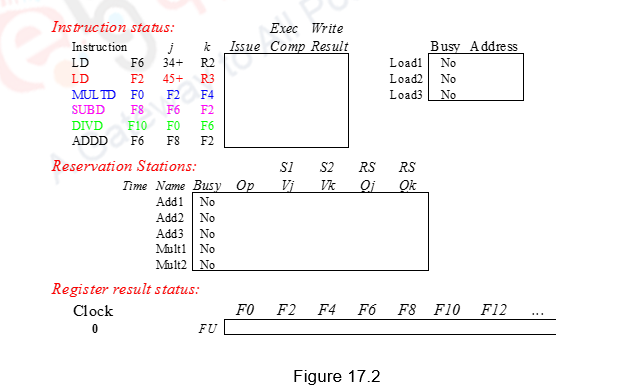 Instruction status: Exec Write
Instruction j k Issue Comp Result Busy Address
LD F6 34+ R2 Load1 No
LD F2 45+ R3 Load2 No
MULTD F0 F2 F4 Load3 No
SUBD F8 F6 F2
DIVD F10 F0 F6
ADDD F6 F8 F2
Reservation Stations: S1 S2 RS RS
Time Name Busy Op Vj Vk Qj Qk
Add1 No
Add2 No
Add3 No
Mult1 No
Mult2 No
Register result status:
Clock F0 F2 F4 F6 F8 F10 F12 ...
0 FU
Figure 17.2